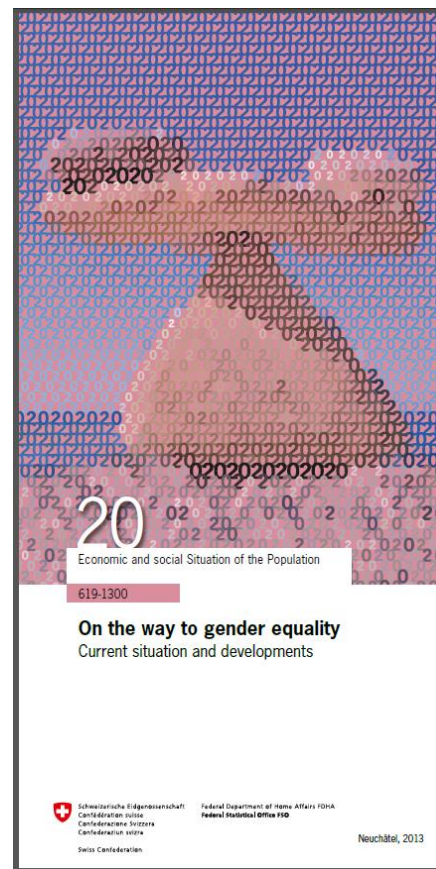 20
Economic and social Situation of the Population
619-1300
On the way to gender equality
Current situation and developments
Schweizerische Eidgenossenschaft
Confédération suisse
Confederazione Svizzera
Confederaziun svizra
Swiss Confederation
Federal Department of Home Affairs FDHA
Federal Statistical Office FSO
Neuchâtel, 2013